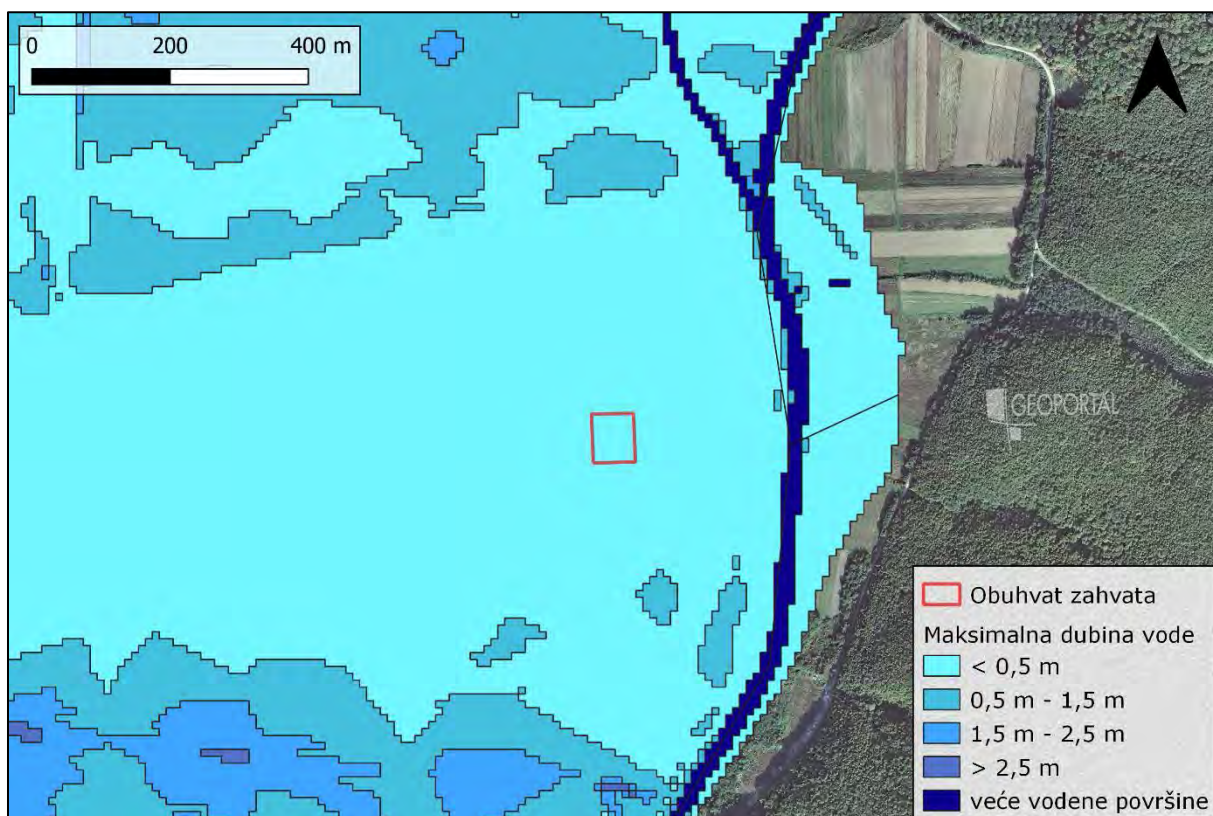 0 200 400 m
GEOPORTAL
Obuhvat zahvata
Maksimalna dubina vode
< 0,5 m
0,5 m - 1,5 m
1,5 m - 2,5 m
> 2,5 m
veće vodene površine